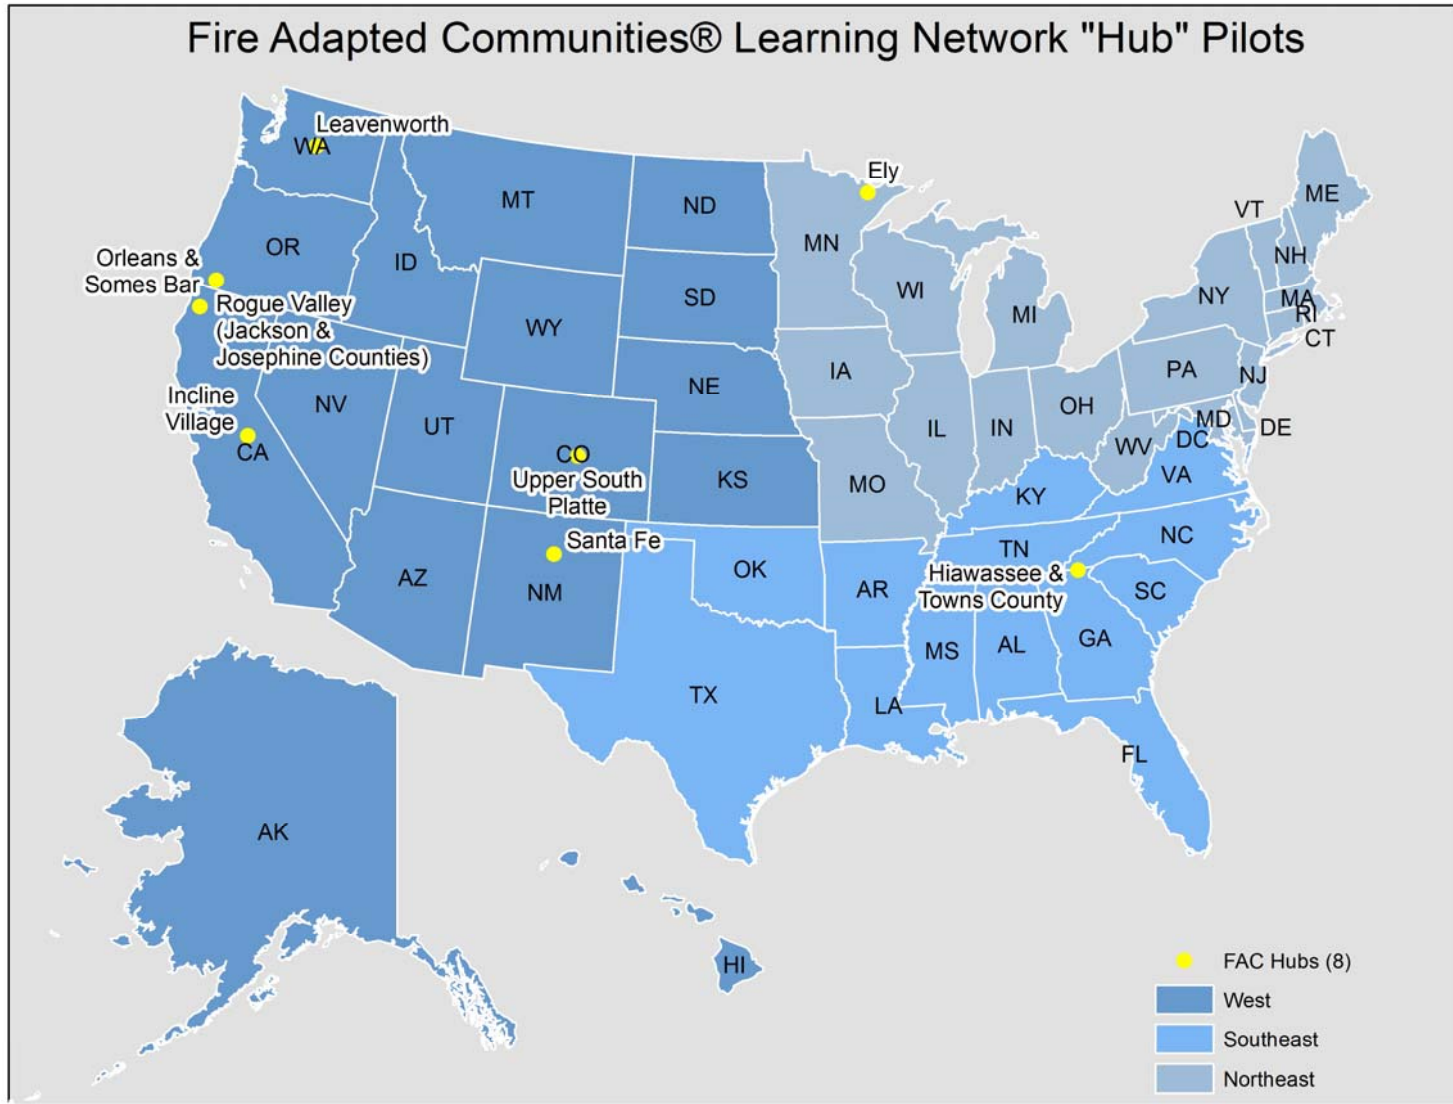 Fire Adapted Communities® Learning Network "Hub" Pilots
Leavenworth
WA
Ely
MT
ND
MN
VT
ME
OR
ID
NH
Orleans &
Somes Bar
SD
WI
NY
MA
MI
RI
Rogue Valley
(Jackson &
Josephine Counties)
WY
CT
IA
PA
NJ
NE
Incline
Village
NV
UT
OH
IL
IN
MD
DE
CA
CO
DC
WV
Upper South
Platte
KS
MO
KY
VA
Santa Fe
NC
TN
AZ
NM
OK
AR
Hiawassee &
Towns County
SC
MS
AL
GA
TX
LA
FL
AK
HI
FAC Hubs (8)
West
Southeast
Northeast